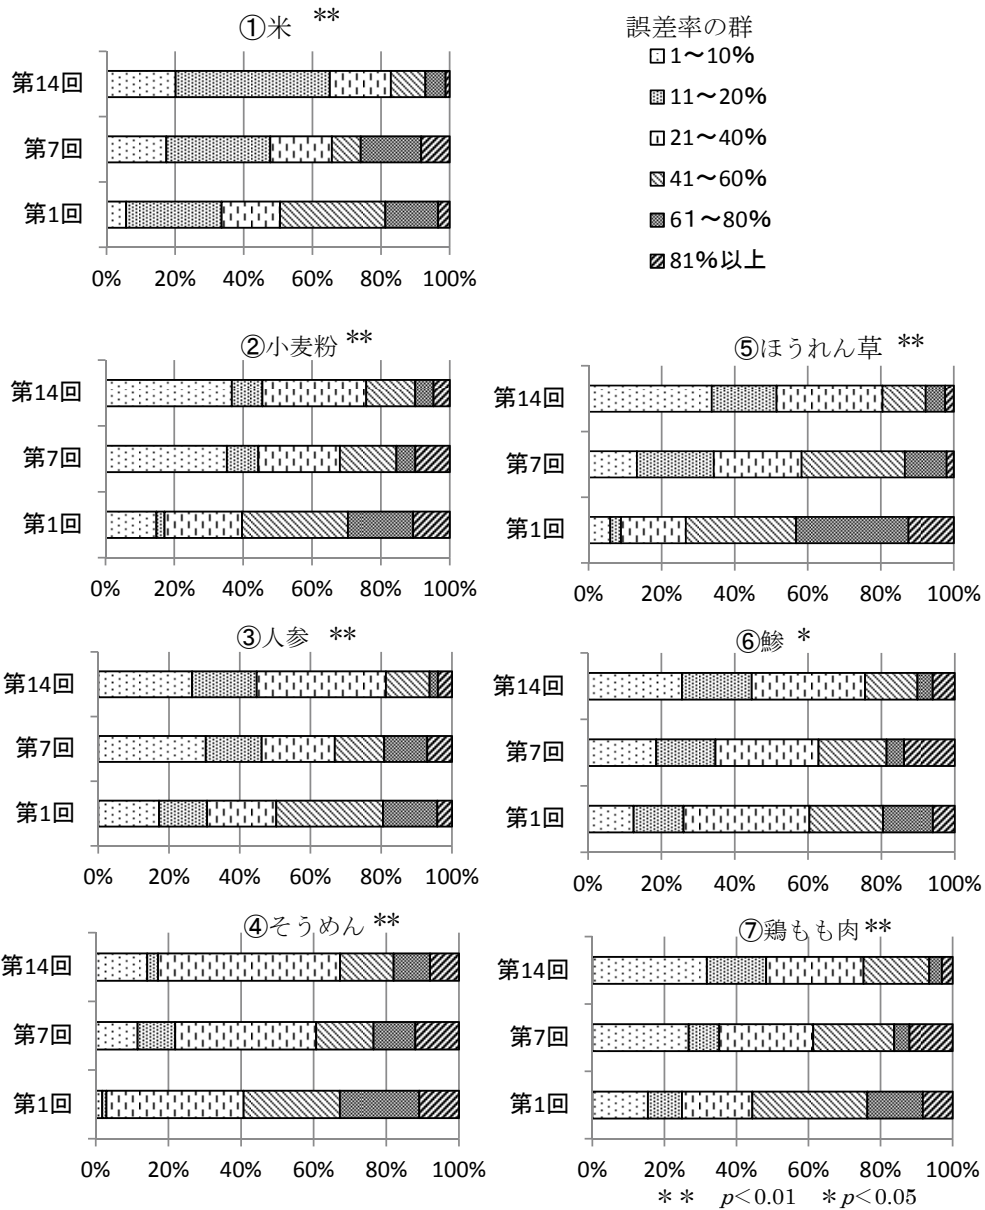 ①米 **
第14回
第7回
第1回
0% 20% 40% 60% 80% 100%
誤差率の群
1～10%
11～20%
21～40%
41～60%
61～80%
81%以上
②小麦粉 **
第14回
第7回
第1回
0% 20% 40% 60% 80% 100%
⑤ほうれん草 **
第14回
第7回
第1回
0% 20% 40% 60% 80% 100%
③人参 **
第14回
第7回
第1回
0% 20% 40% 60% 80% 100%
⑥鯵 *
第14回
第7回
第1回
0% 20% 40% 60% 80% 100%
④そうめん **
第14回
第7回
第1回
0% 20% 40% 60% 80% 100%
⑦鶏もも肉 **
第14回
第7回
第1回
0% 20% 40% 60% 80% 100%
** p<0.01 * p<0.05